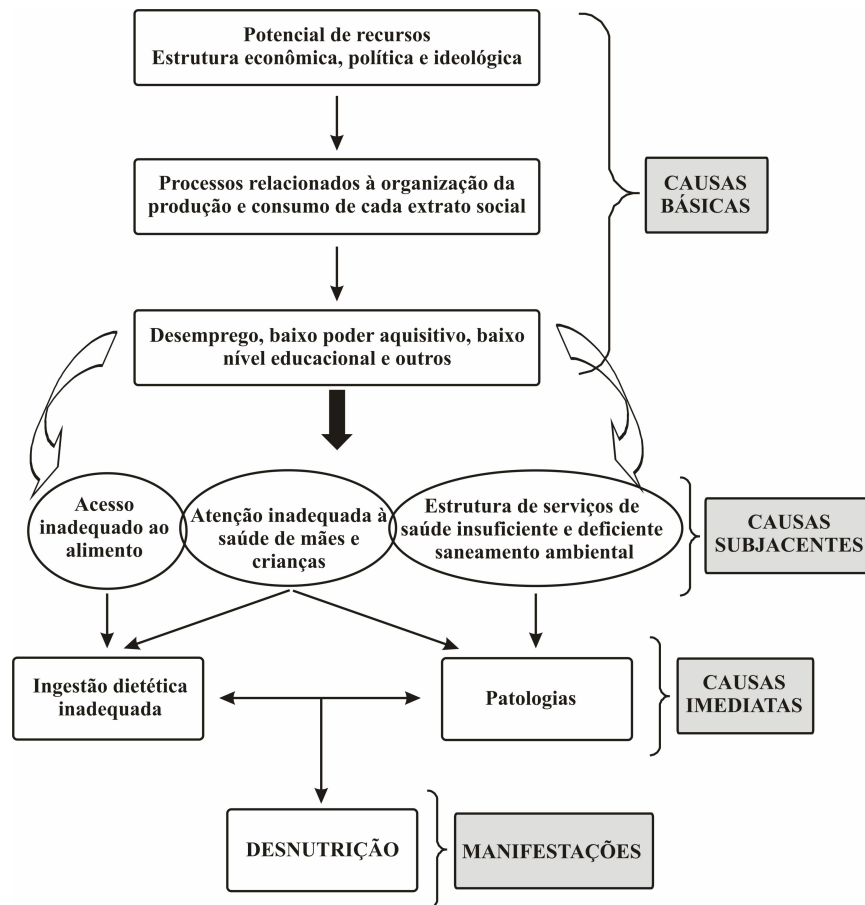 Potencial de recursos
Estrutura econômica, política e ideológica
Processos relacionados à organização da
produção e consumo de cada extrato social
CAUSAS
BÁSICAS
Desemprego, baixo poder aquisitivo, baixo
nível educacional e outros
Acesso
inadequado ao
alimento
Atenção inadequada à
saúde de mães e
crianças
Estrutura de serviços de
saúde insuficiente e deficiente
saneamento ambiental
CAUSAS
SUBJACENTES
Ingestão dietética
inadequada
Patologias
CAUSAS
IMEDIATAS
DESNUTRIÇÃO
MANIFESTAÇÕES